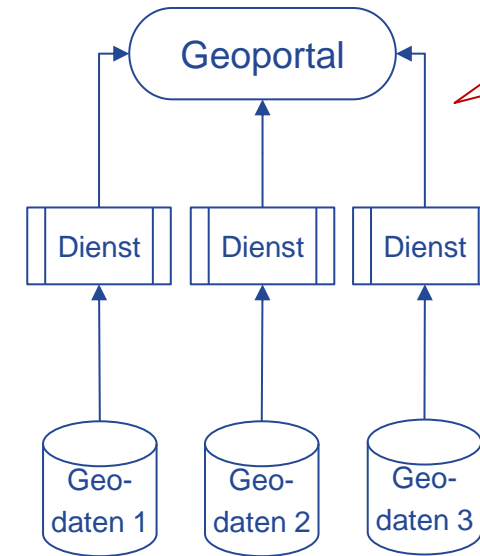 Geoportal
Dienst
Dienst
Dienst
Geo-
daten 1
Geo-
daten 2
Geo-
daten 3